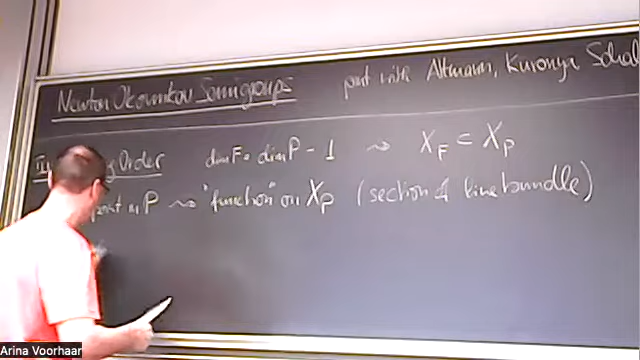 Newton Okounkov Semigroups joint with Altmann, Kuronya
Order dim F = dim P - 1 ⇝ X_F ⊂ X_P
point in P ⇝ "function" on X_P (section of line bundle)
Arina Voorhaar